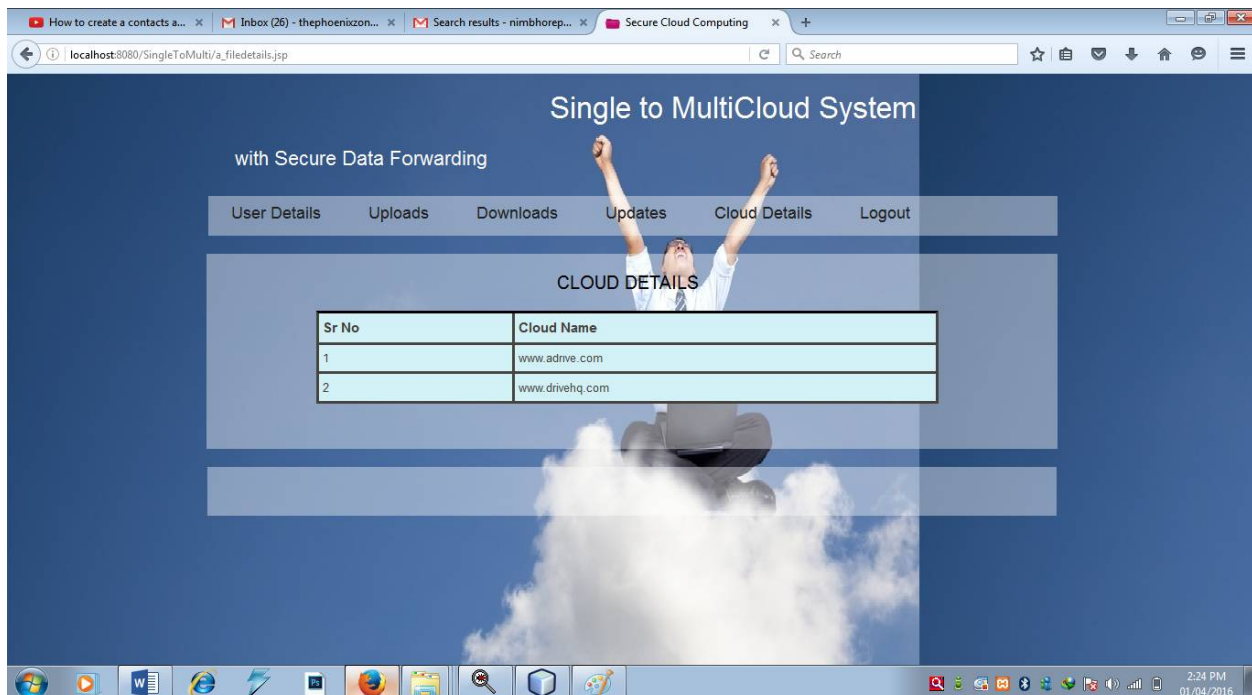 How to create a contacts a...
Inbox (26) - thephoenixzon...
Search results - nimbhorep...
Secure Cloud Computing
localhost:8080/SingleToMulti/a_filedetails.jsp
Search
Single to MultiCloud System
with Secure Data Forwarding
User Details Uploads Downloads Updates Cloud Details Logout
CLOUD DETAILS
Sr No Cloud Name
1 www.adrive.com
2 www.drivehq.com
W
Ps
2:24 PM
01/04/2016